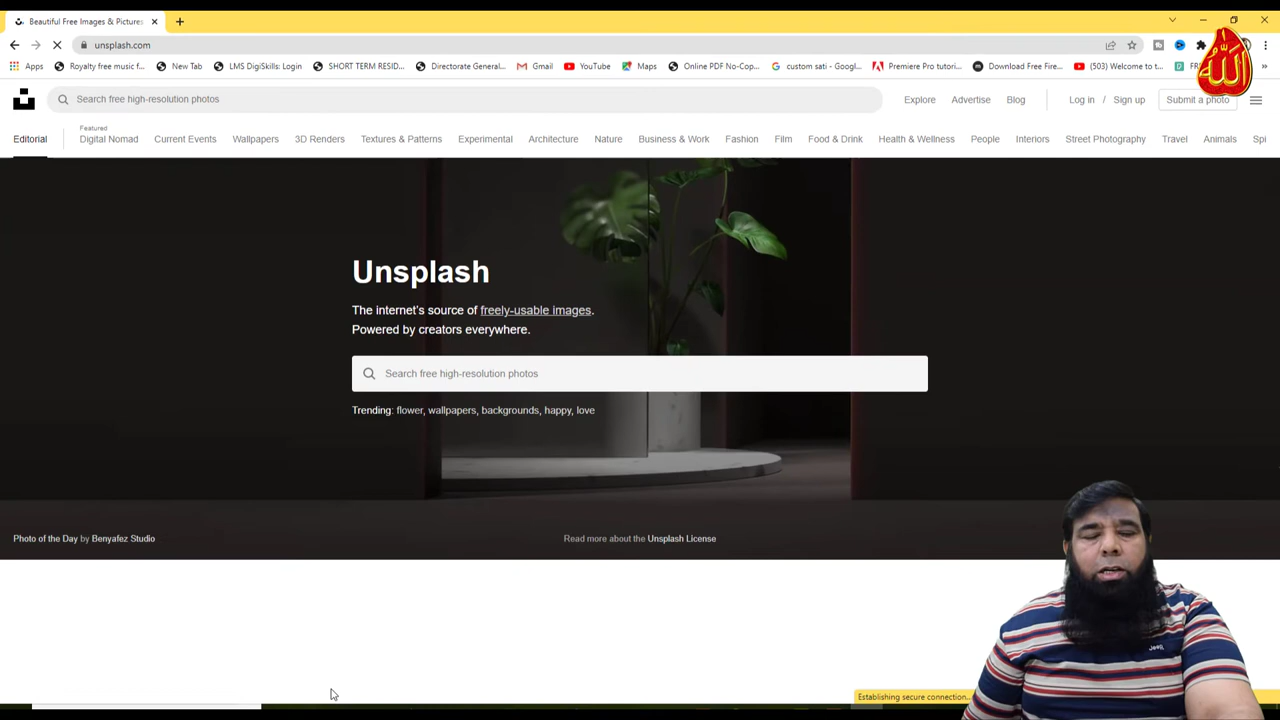 Beautiful Free Images & Pictures
unsplash.com
Apps
Royalty free music f...
New Tab
LMS DigiSkills: Login
SHORT TERM RESID...
Directorate General...
Gmail
YouTube
Maps
Online PDF No-Cop...
custom sati - Googl...
Premiere Pro tutori...
Download Free Fire...
(503) Welcome to t...
الله
Search free high-resolution photos
Explore
Advertise
Blog
Log in / Sign up
Submit a photo
Editorial
Featured
Digital Nomad
Current Events
Wallpapers
3D Renders
Textures & Patterns
Experimental
Architecture
Nature
Business & Work
Fashion
Film
Food & Drink
Health & Wellness
People
Interiors
Street Photography
Travel
Animals
Spi
Unsplash
The internet's source of freely-usable images.
Powered by creators everywhere.
Search free high-resolution photos
Trending: flower, wallpapers, backgrounds, happy, love
Photo of the Day by Benyafez Studio
Read more about the Unsplash License
Establishing secure connection...